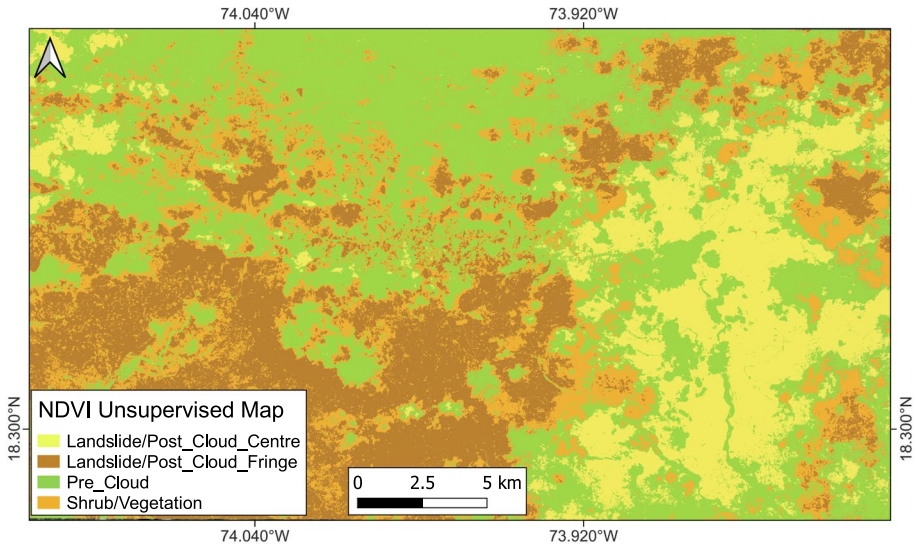 74.040°W 73.920°W
NDVI Unsupervised Map
Landslide/Post_Cloud_Centre
Landslide/Post_Cloud_Fringe
Pre_Cloud
Shrub/Vegetation
0 2.5 5 km
18.300°N
18.300°N
74.040°W 73.920°W